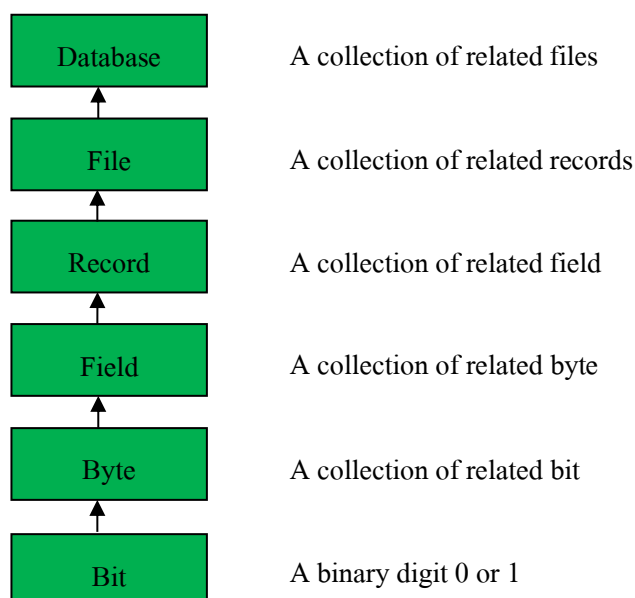 Database A collection of related files
File A collection of related records
Record A collection of related field
Field A collection of related byte
Byte A collection of related bit
Bit A binary digit 0 or 1